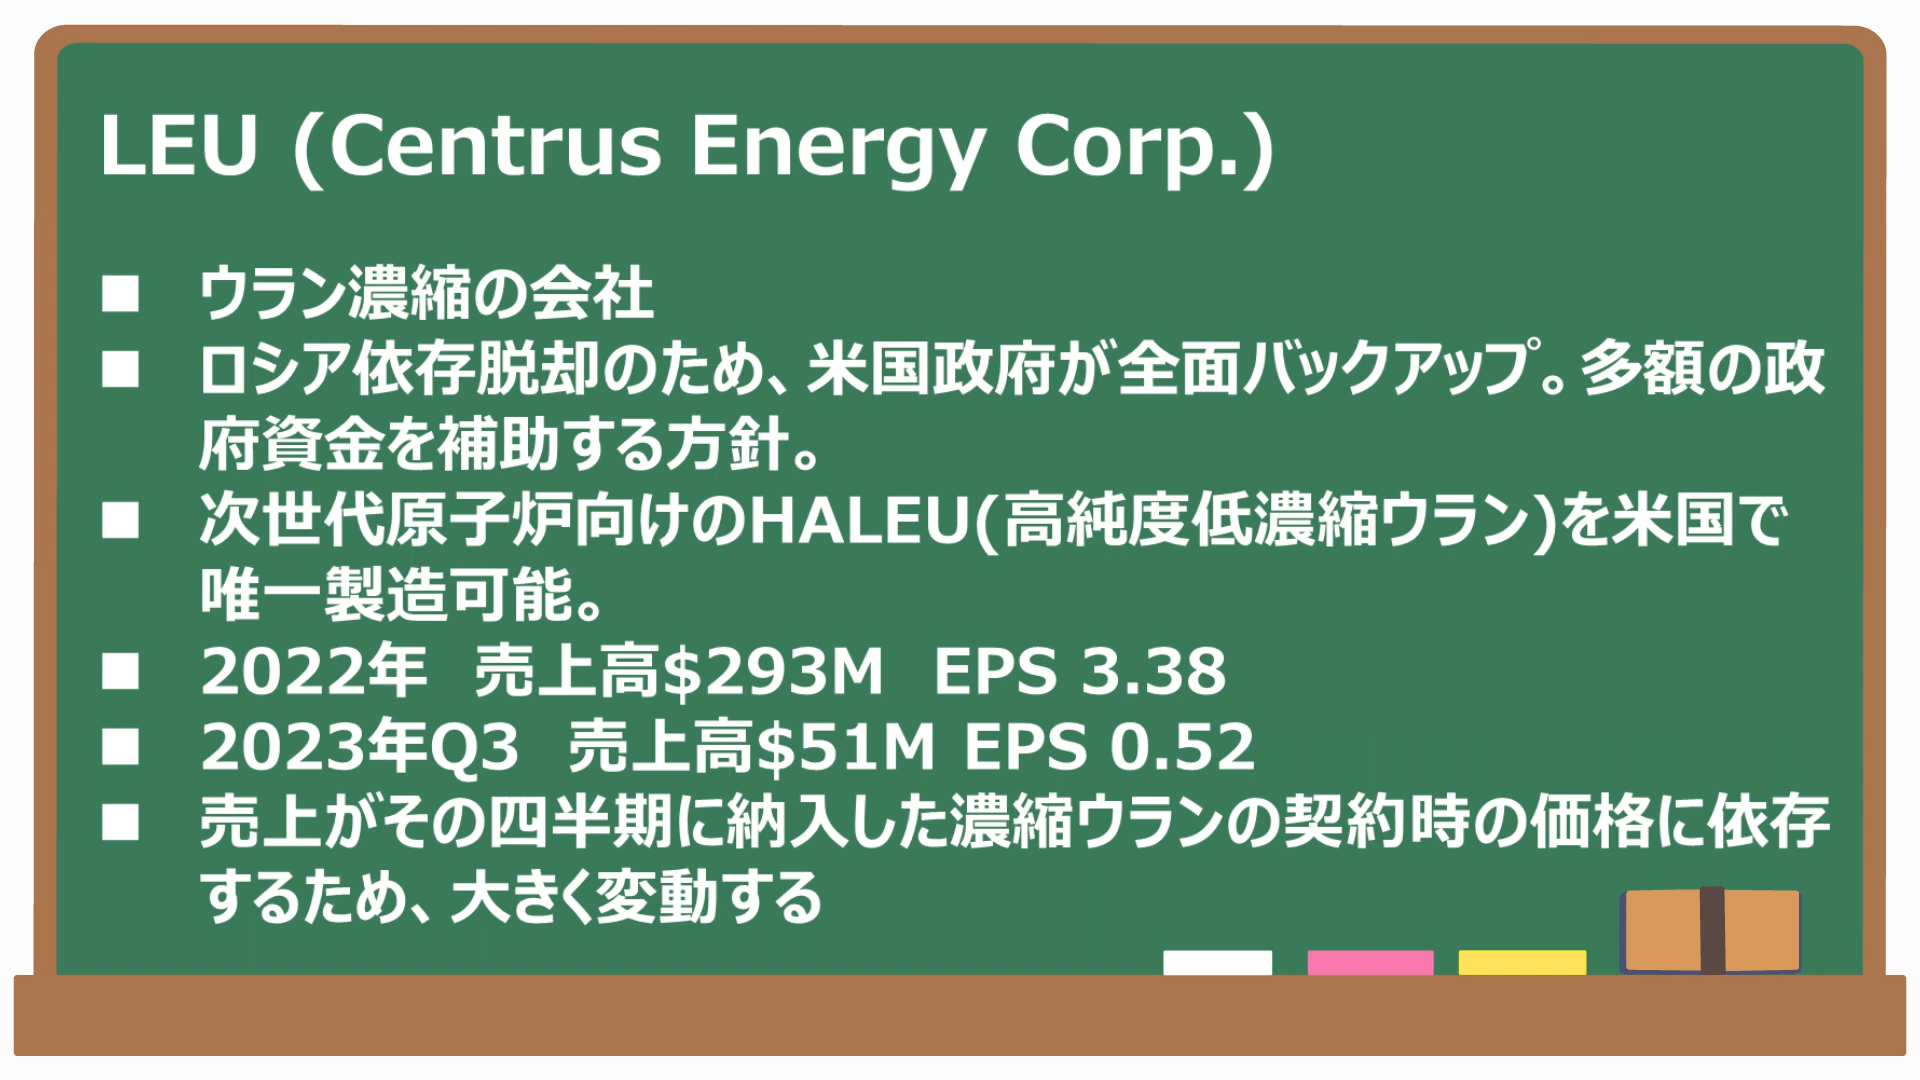 LEU (Centrus Energy Corp.)
■ ウラン濃縮の会社
■ ロシア依存脱却のため、米国政府が全面バックアップ。多額の政
府資金を補助する方針。
■ 次世代原子炉向けのHALEU(高純度低濃縮ウラン)を米国で
唯一製造可能。
■ 2022年　売上高$293M　EPS 3.38
■ 2023年Q3　売上高$51M EPS 0.52
■ 売上がその四半期に納入した濃縮ウランの契約時の価格に依存
するため、大きく変動する